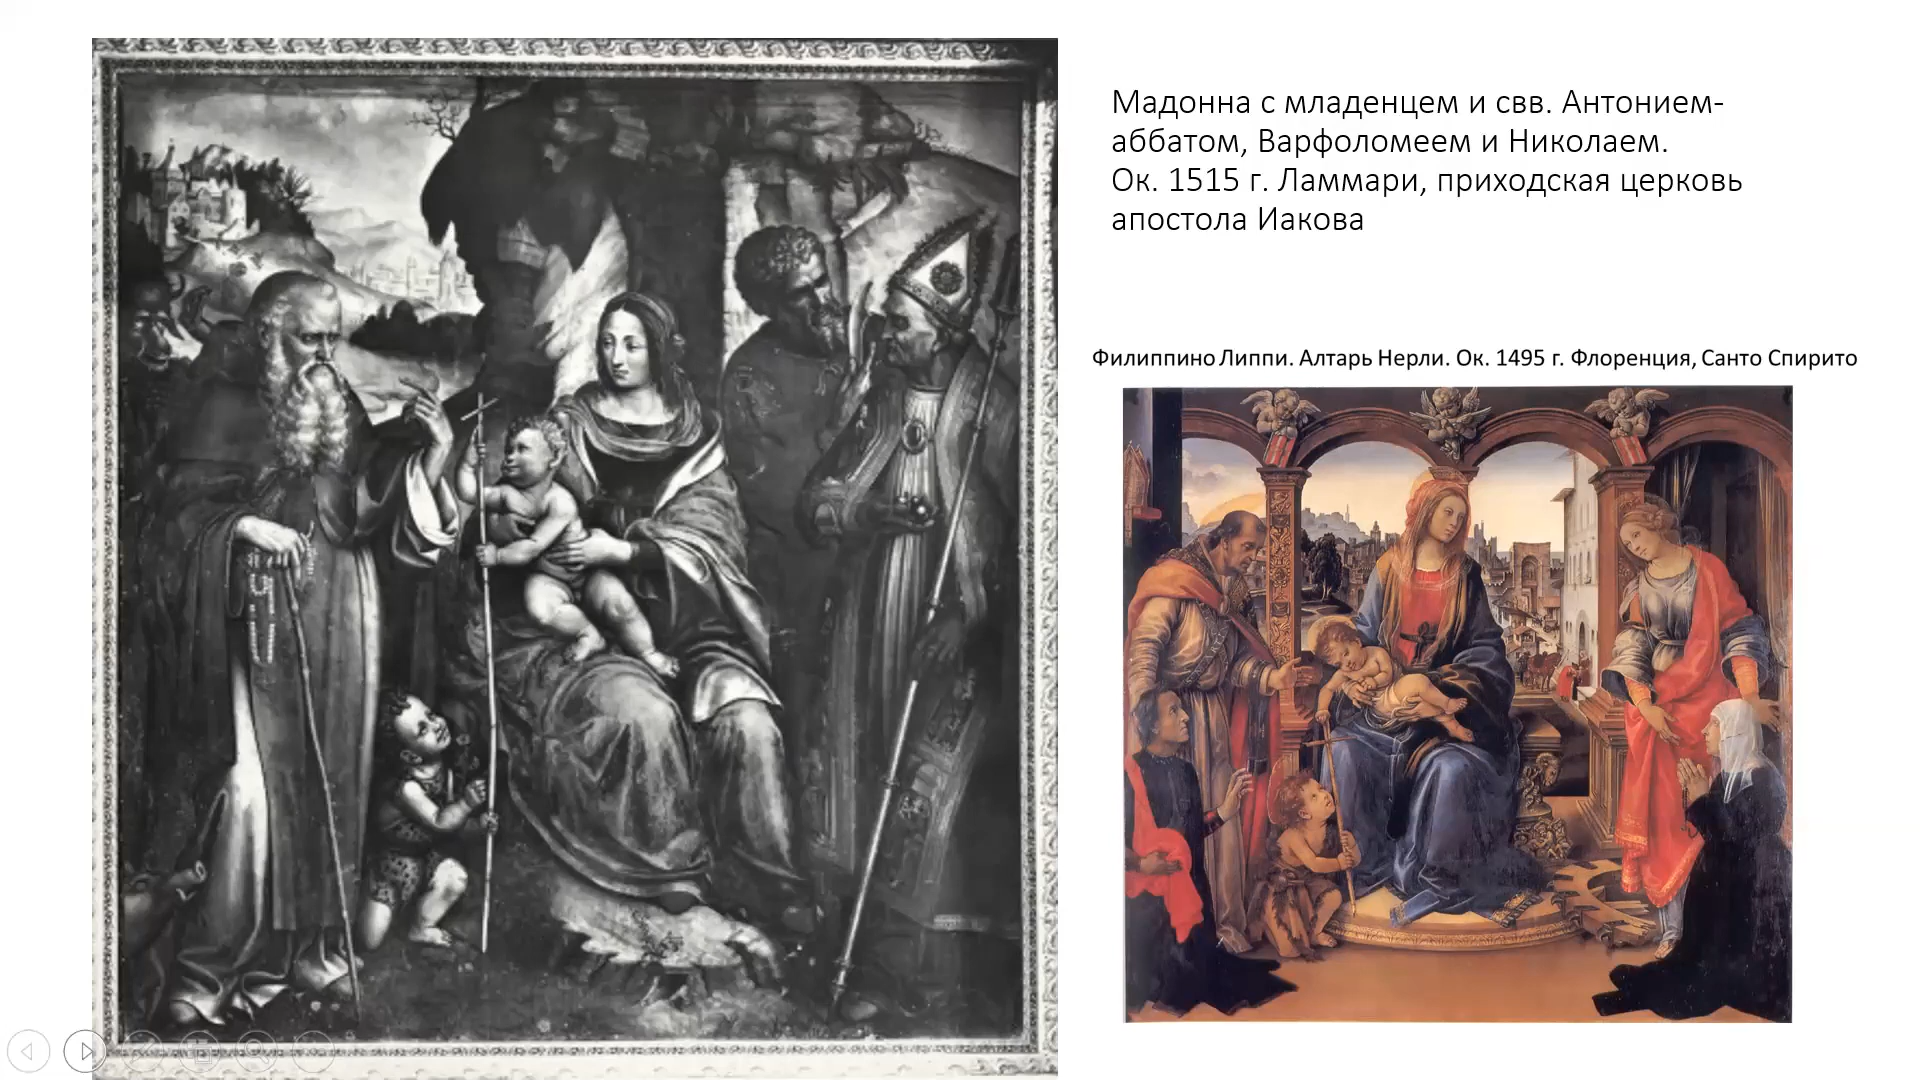 Мадонна с младенцем и свв. Антонием-
аббатом, Варфоломеем и Николаем.
Ок. 1515 г. Ламмари, приходская церковь
апостола Иакова
Филиппино Липпи. Алтарь Нерли. Ок. 1495 г. Флоренция, Санто Спирито